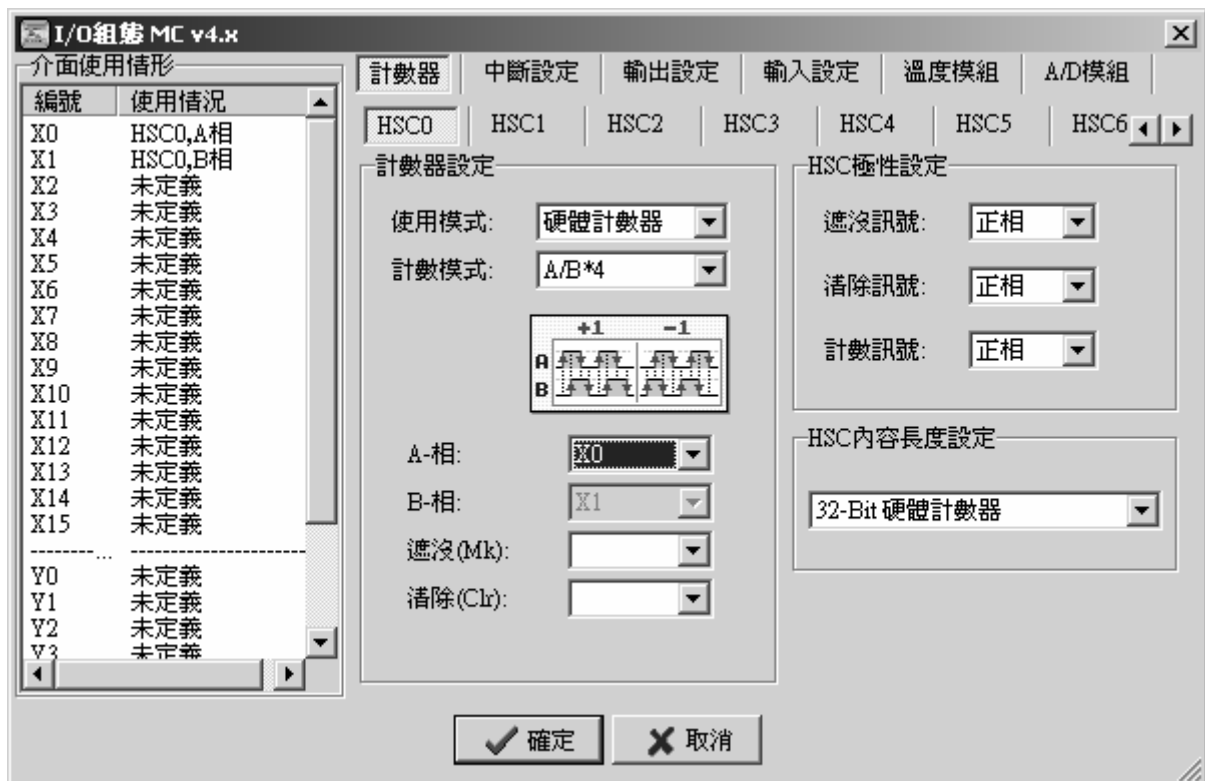 I/O組態 MC v4.x
介面使用情形
編號 使用情況
X0 HSC0,A相
X1 HSC0,B相
X2 未定義
X3 未定義
X4 未定義
X5 未定義
X6 未定義
X7 未定義
X8 未定義
X9 未定義
X10 未定義
X11 未定義
X12 未定義
X13 未定義
X14 未定義
X15 未定義
--------... ----------------------
Y0 未定義
Y1 未定義
Y2 未定義
Y3 未定義
計數器 中斷設定 輸出設定 輸入設定 溫度模組 A/D模組
HSC0 HSC1 HSC2 HSC3 HSC4 HSC5 HSC6
計數器設定
使用模式: 硬體計數器
計數模式: A/B*4
+1 -1
A
B
A-相: X0
B-相: X1
遮沒(Mk):
清除(Clr):
HSC極性設定
遮沒訊號: 正相
清除訊號: 正相
計數訊號: 正相
HSC內容長度設定
32-Bit 硬體計數器
確定 取消